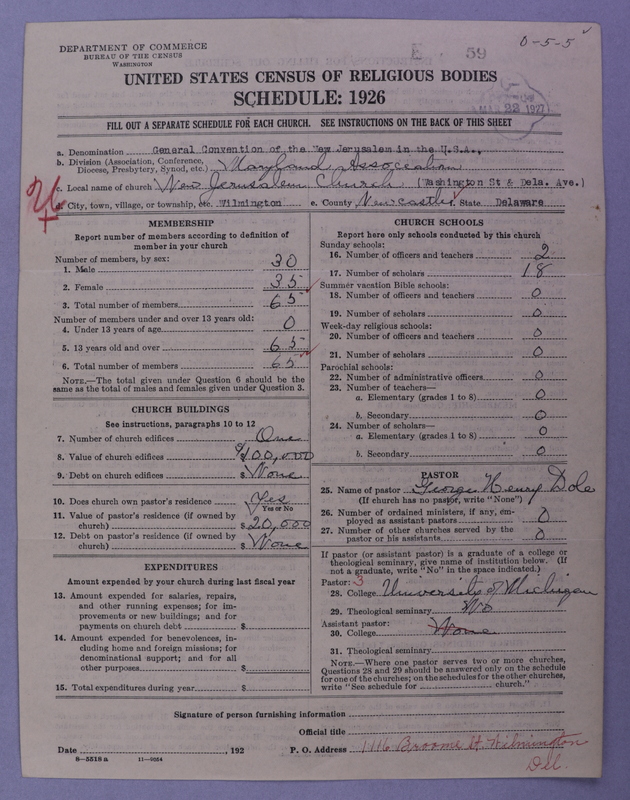 DEPARTMENT OF COMMERCE
BUREAU OF THE CENSUS
WASHINGTON
E · 59
0-5-5
UNITED STATES CENSUS OF RELIGIOUS BODIES
SCHEDULE: 1926
MAR 22 1927
FILL OUT A SEPARATE SCHEDULE FOR EACH CHURCH. SEE INSTRUCTIONS ON THE BACK OF THIS SHEET
a. Denomination General Convention of the New Jerusalem in the U.S.A.,
b. Division (Association, Conference, Diocese, Presbytery, Synod, etc.) Maryland Association
c. Local name of church New Jerusalem Church (Washington St & Dela. Ave.)
d. City, town, village, or township, etc. Wilmington e. County Newcastle State Delaware
MEMBERSHIP
Report number of members according to definition of
member in your church
Number of members, by sex:
1. Male 30
2. Female 35
3. Total number of members 65
Number of members under and over 13 years old:
4. Under 13 years of age 0
5. 13 years old and over 65
6. Total number of members 65
NOTE.—The total given under Question 6 should be the
same as the total of males and females given under Question 3.
CHURCH BUILDINGS
See instructions, paragraphs 10 to 12
7. Number of church edifices One
8. Value of church edifices $100,000
9. Debt on church edifices $ None
10. Does church own pastor's residence Yes
Yes or No
11. Value of pastor's residence (if owned by
church) $20,000
12. Debt on pastor's residence (if owned by
church) $ None
EXPENDITURES
Amount expended by your church during last fiscal year
13. Amount expended for salaries, repairs,
and other running expenses; for im-
provements or new buildings; and for
payments on church debt $
14. Amount expended for benevolences, in-
cluding home and foreign missions; for
denominational support; and for all
other purposes $
15. Total expenditures during year $
CHURCH SCHOOLS
Report here only schools conducted by this church
Sunday schools:
16. Number of officers and teachers 2
17. Number of scholars 18
Summer vacation Bible schools:
18. Number of officers and teachers 0
19. Number of scholars 0
Week-day religious schools:
20. Number of officers and teachers 0
21. Number of scholars 0
Parochial schools:
22. Number of administrative officers 0
23. Number of teachers—
a. Elementary (grades 1 to 8) 0
b. Secondary 0
24. Number of scholars—
a. Elementary (grades 1 to 8) 0
b. Secondary 0
PASTOR
25. Name of pastor George Henry Dole
(If church has no pastor, write "None")
26. Number of ordained ministers, if any, em-
ployed as assistant pastors 0
27. Number of other churches served by the
pastor or his assistants 0
If pastor (or assistant pastor) is a graduate of a college or
theological seminary, give name of institution below. (If
not a graduate, write "No" in the space indicated.)
Pastor: 3
28. College University of Michigan
29. Theological seminary No
Assistant pastor:
30. College None
31. Theological seminary
NOTE.—Where one pastor serves two or more churches,
Questions 28 and 29 should be answered only on the schedule
for one of the churches; on the schedules for the other churches,
write "See schedule for church."
Signature of person furnishing information
Official title
Date , 192 P. O. Address 1116 Broome St. Wilmington
Del.
8—5518 a 11—9054